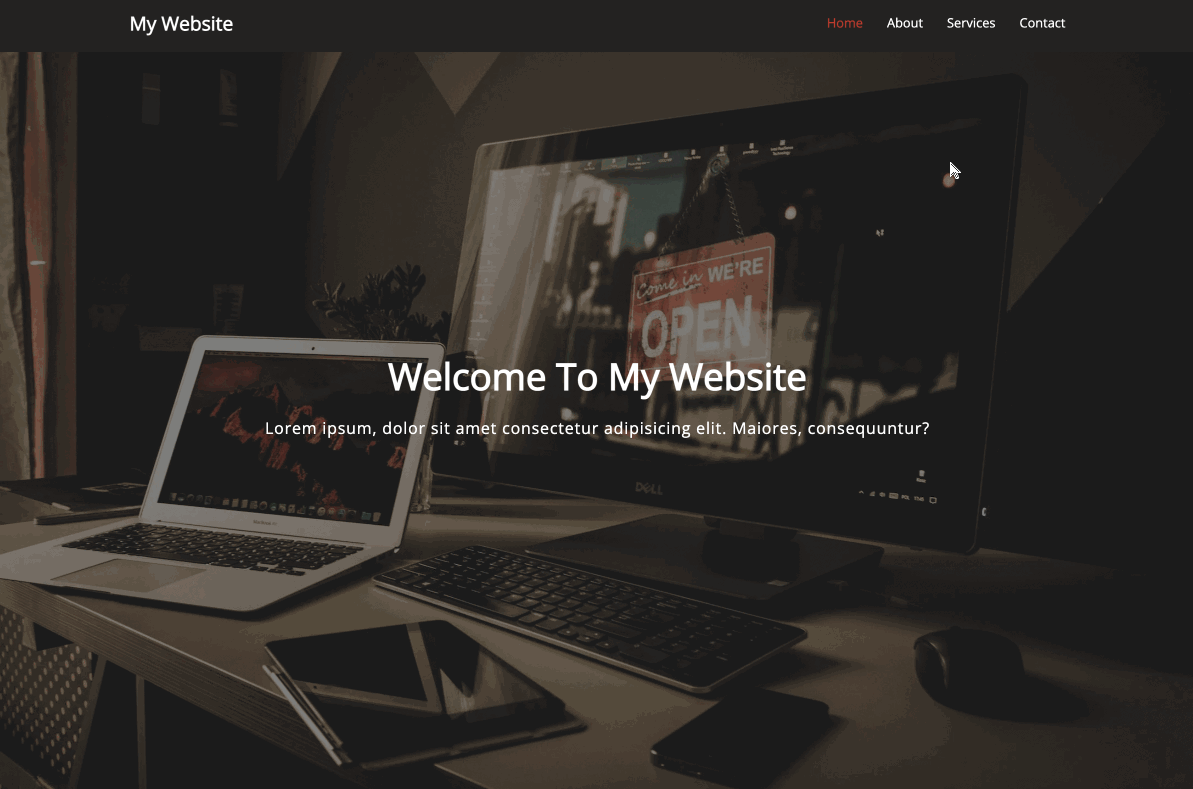 My Website
Home About Services Contact
come in WE'RE
OPEN
Welcome To My Website
Lorem ipsum, dolor sit amet consectetur adipisicing elit. Maiores, consequuntur?
DELL